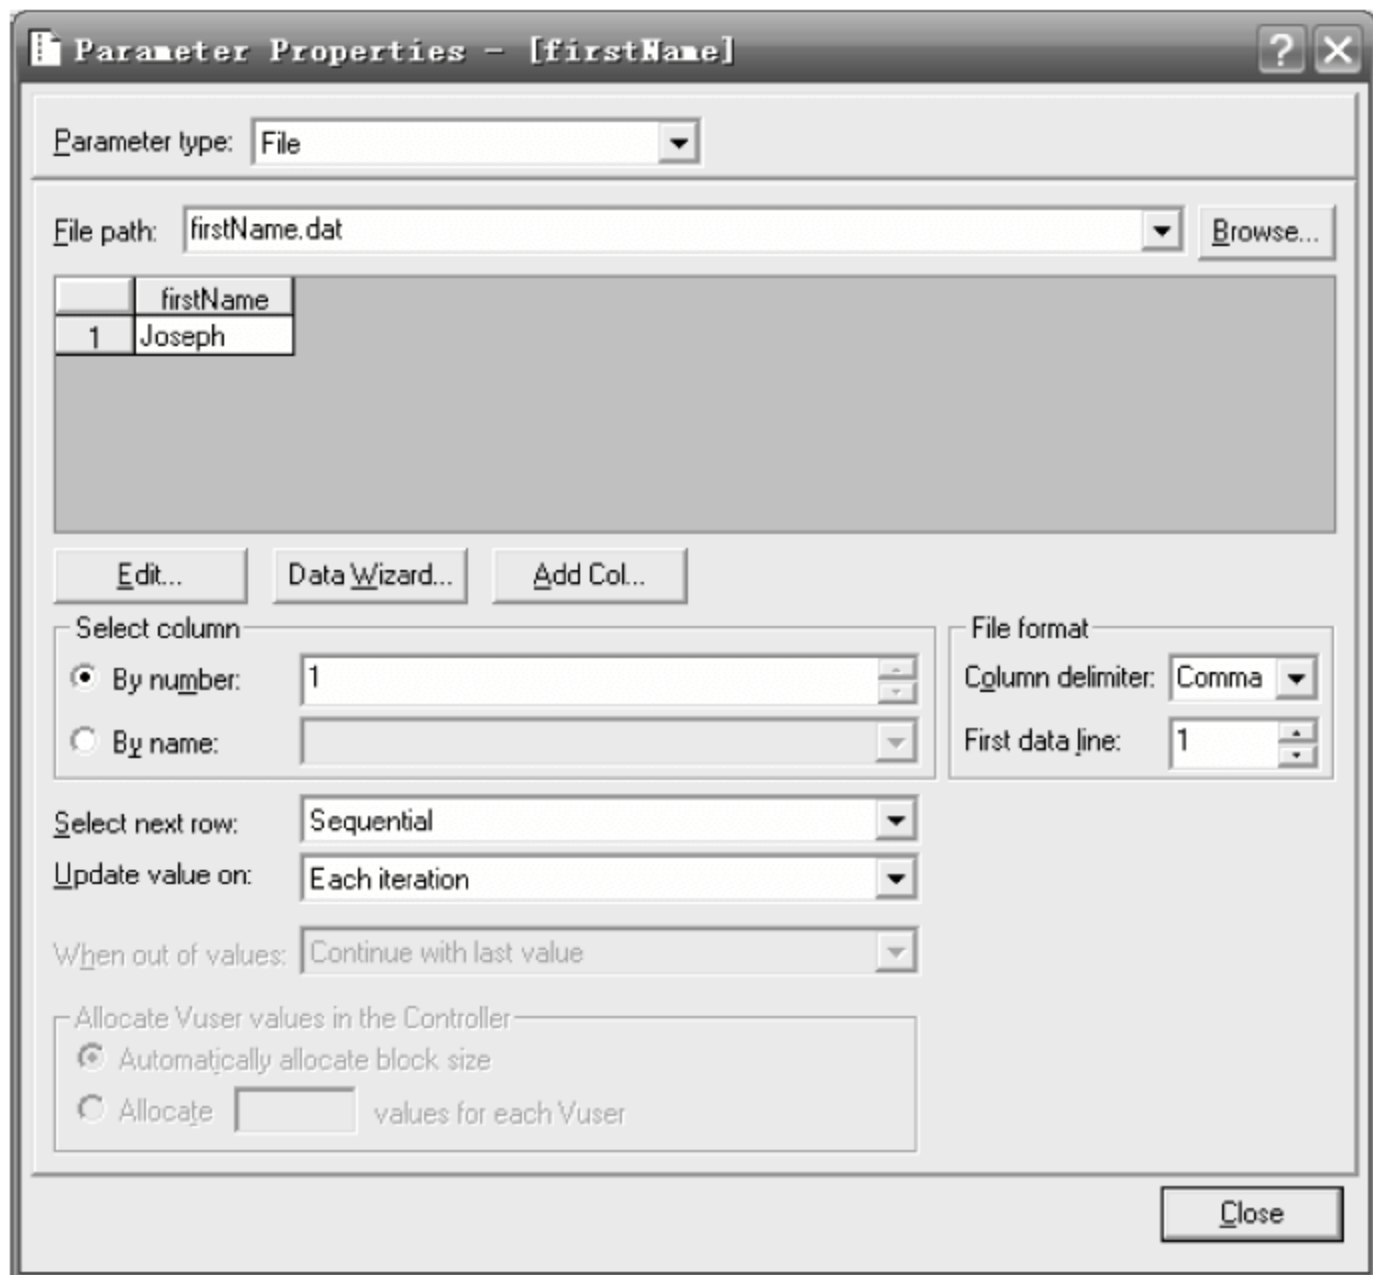 Parameter Properties - [firstName]
Parameter type: File
File path: firstName.dat Browse...
firstName
1 Joseph
Edit... Data Wizard... Add Col...
Select column File format
By number: 1 Column delimiter: Comma
By name: First data line: 1
Select next row: Sequential
Update value on: Each iteration
When out of values: Continue with last value
Allocate Vuser values in the Controller
Automatically allocate block size
Allocate values for each Vuser
Close